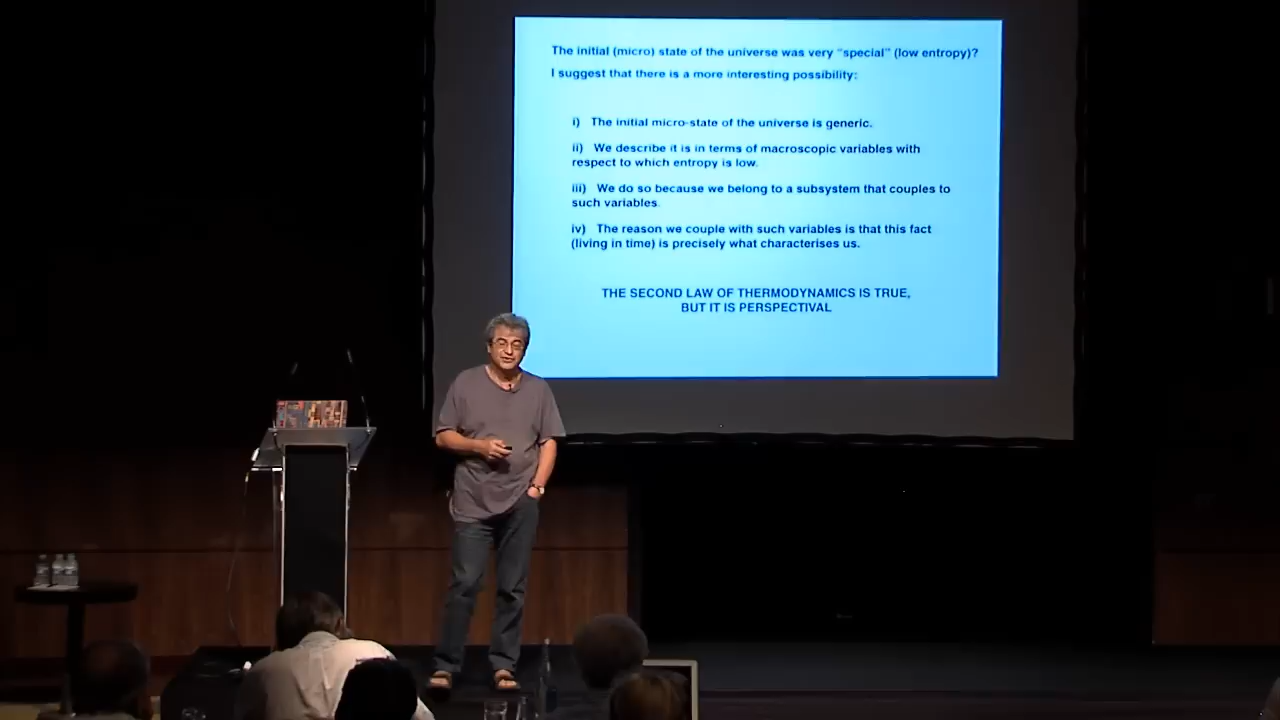 The initial (micro) state of the universe was very "special" (low entropy)?
I suggest that there is a more interesting possibility:
i) The initial micro-state of the universe is generic.
ii) We describe it is in terms of macroscopic variables with
respect to which entropy is low.
iii) We do so because we belong to a subsystem that couples to
such variables.
iv) The reason we couple with such variables is that this fact
(living in time) is precisely what characterises us.
THE SECOND LAW OF THERMODYNAMICS IS TRUE,
BUT IT IS PERSPECTIVAL